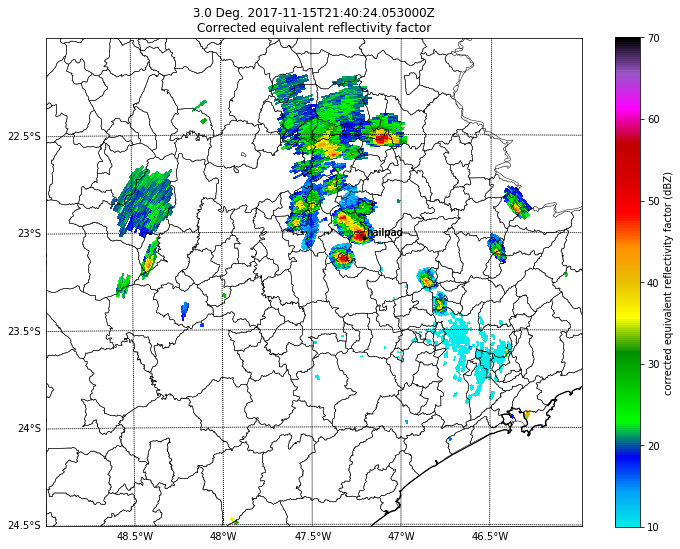 3.0 Deg. 2017-11-15T21:40:24.053000Z
Corrected equivalent reflectivity factor
22.5°S
23°S
23.5°S
24°S
24.5°S
48.5°W
48°W
47.5°W
47°W
46.5°W
hailpad
70
60
50
40
30
20
10
corrected equivalent reflectivity factor (dBZ)